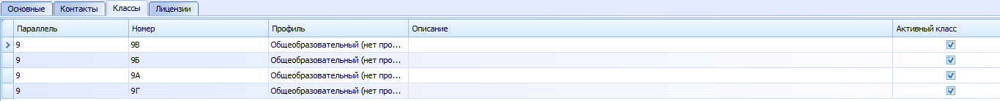 Основные Контакты Классы Лицензии
Параллель Номер Профиль Описание Активный класс
9 9В Общеобразовательный (нет про...
9 9Б Общеобразовательный (нет про...
9 9А Общеобразовательный (нет про...
9 9Г Общеобразовательный (нет про...